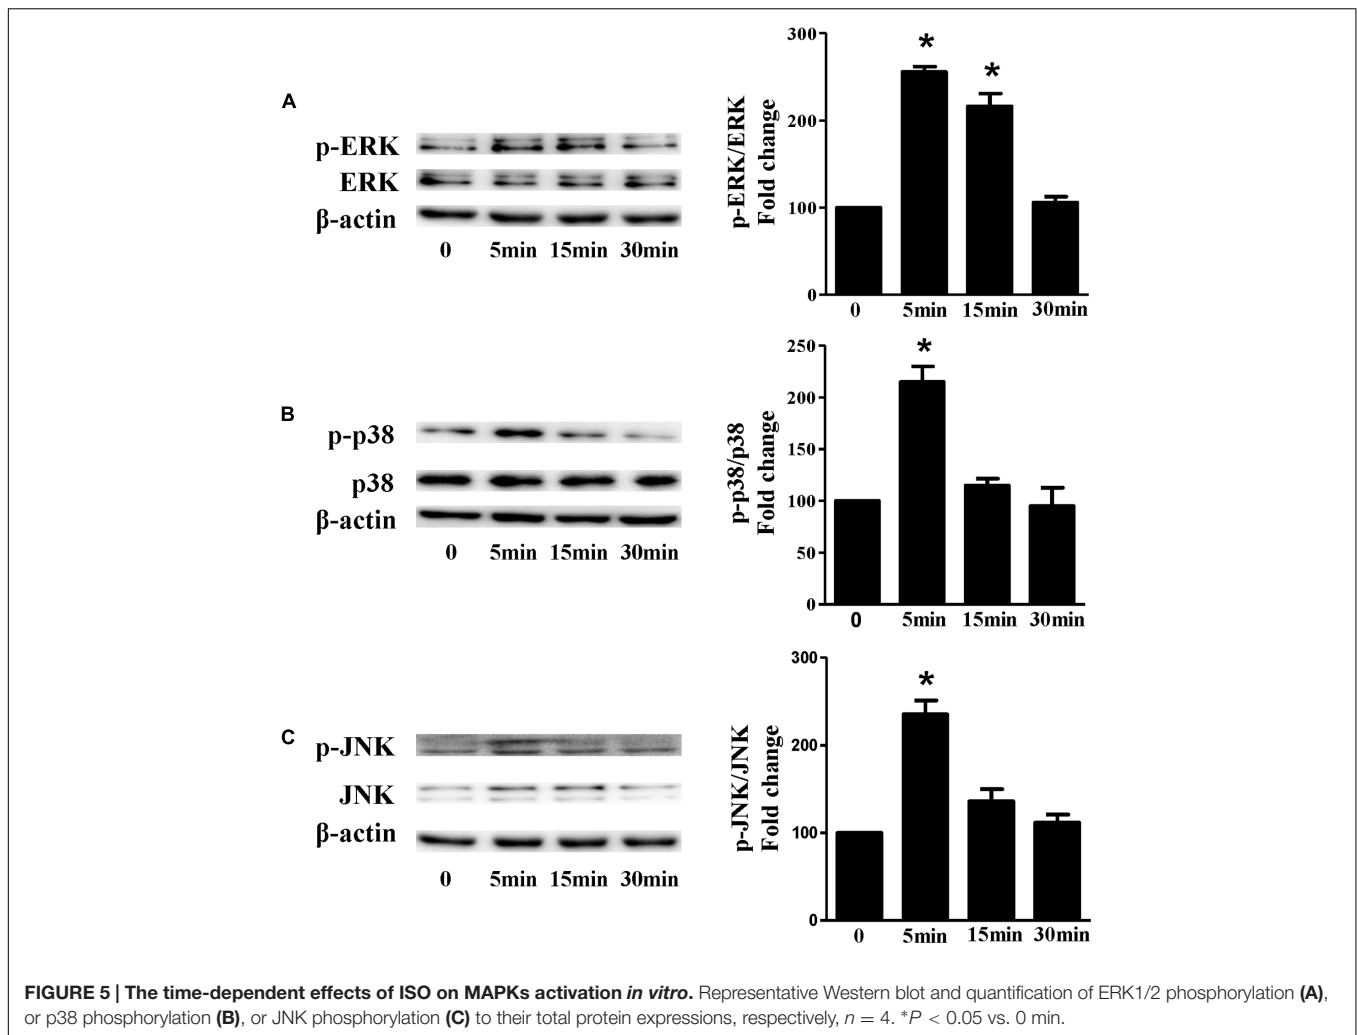 A
p-ERK
ERK
β-actin
0 5min 15min 30min
p-ERK/ERK
Fold change
300
200
100
0
*
*
0 5min 15min 30min
B
p-p38
p38
β-actin
0 5min 15min 30min
p-p38/p38
Fold change
250
200
150
100
50
0
*
0 5min 15min 30min
C
p-JNK
JNK
β-actin
0 5min 15min 30min
p-JNK/JNK
Fold change
300
200
100
0
*
0 5min 15min 30min
FIGURE 5 | The time-dependent effects of ISO on MAPKs activation in vitro. Representative Western blot and quantification of ERK1/2 phosphorylation (A),
or p38 phosphorylation (B), or JNK phosphorylation (C) to their total protein expressions, respectively, n = 4. *P < 0.05 vs. 0 min.